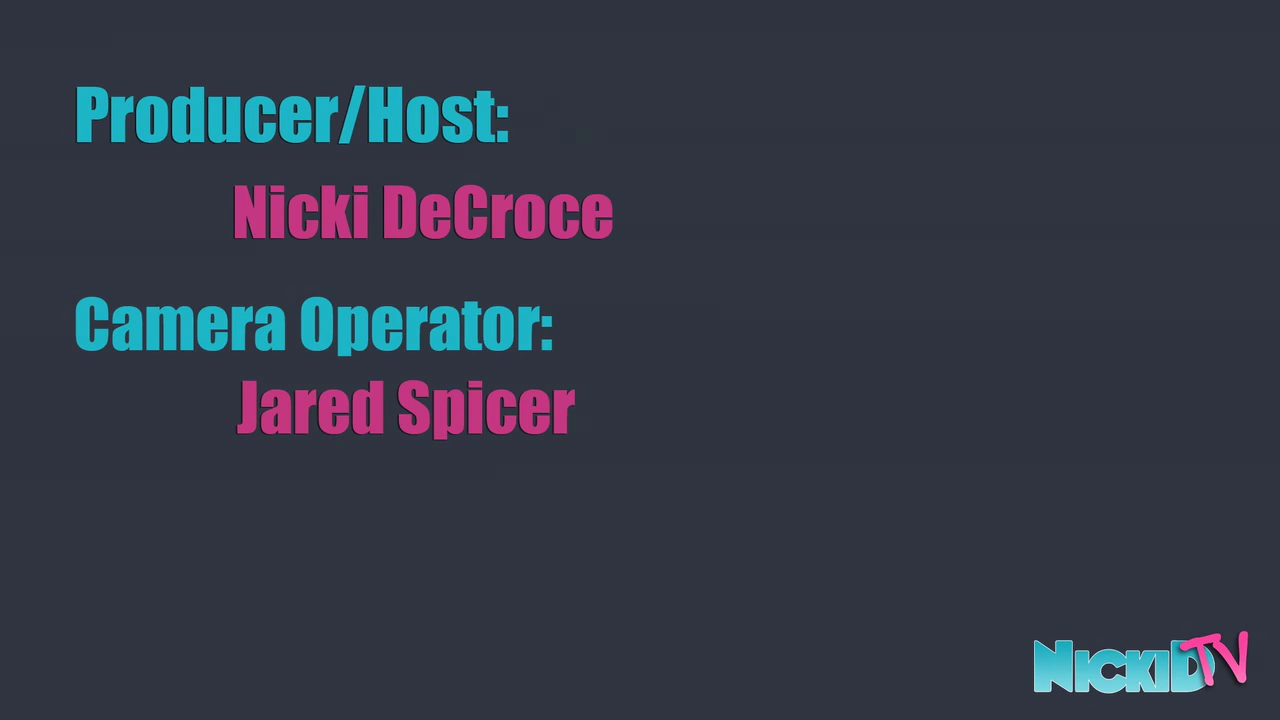 Producer/Host:
Nicki DeCroce
Camera Operator:
Jared Spicer
NICKIDTV